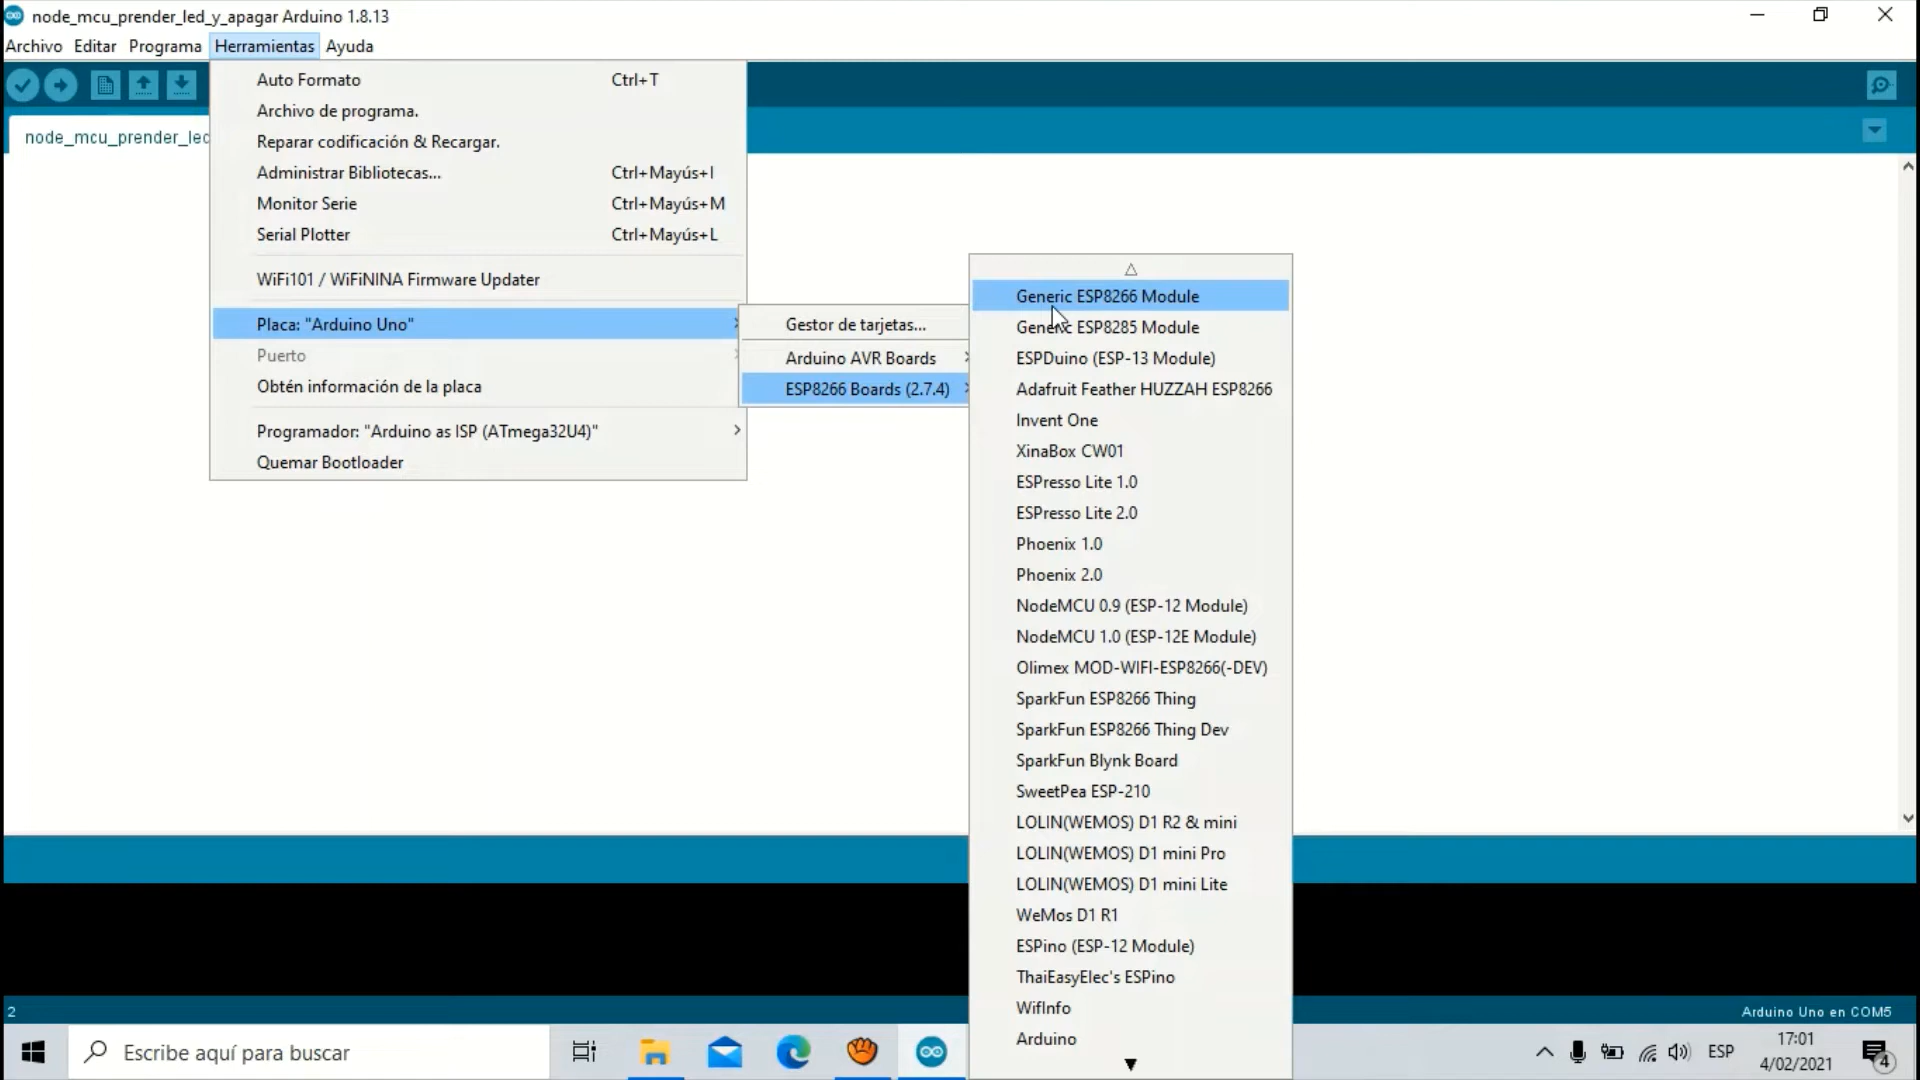 node_mcu_prender_led_y_apagar Arduino 1.8.13
Archivo Editar Programa Herramientas Ayuda
node_mcu_prender_led
Auto Formato Ctrl+T
Archivo de programa.
Reparar codificación & Recargar.
Administrar Bibliotecas... Ctrl+Mayús+I
Monitor Serie Ctrl+Mayús+M
Serial Plotter Ctrl+Mayús+L
WiFi101 / WiFiNINA Firmware Updater
Placa: "Arduino Uno"
Puerto
Obtén información de la placa
Programador: "Arduino as ISP (ATmega32U4)"
Quemar Bootloader
Gestor de tarjetas...
Arduino AVR Boards
ESP8266 Boards (2.7.4)
Generic ESP8266 Module
Generic ESP8285 Module
ESPDuino (ESP-13 Module)
Adafruit Feather HUZZAH ESP8266
Invent One
XinaBox CW01
ESPresso Lite 1.0
ESPresso Lite 2.0
Phoenix 1.0
Phoenix 2.0
NodeMCU 0.9 (ESP-12 Module)
NodeMCU 1.0 (ESP-12E Module)
Olimex MOD-WIFI-ESP8266(-DEV)
SparkFun ESP8266 Thing
SparkFun ESP8266 Thing Dev
SparkFun Blynk Board
SweetPea ESP-210
LOLIN(WEMOS) D1 R2 & mini
LOLIN(WEMOS) D1 mini Pro
LOLIN(WEMOS) D1 mini Lite
WeMos D1 R1
ESPino (ESP-12 Module)
ThaiEasyElec's ESPino
WifInfo
Arduino
2
Arduino Uno en COM5
Escribe aquí para buscar
ESP
17:01
4/02/2021
4